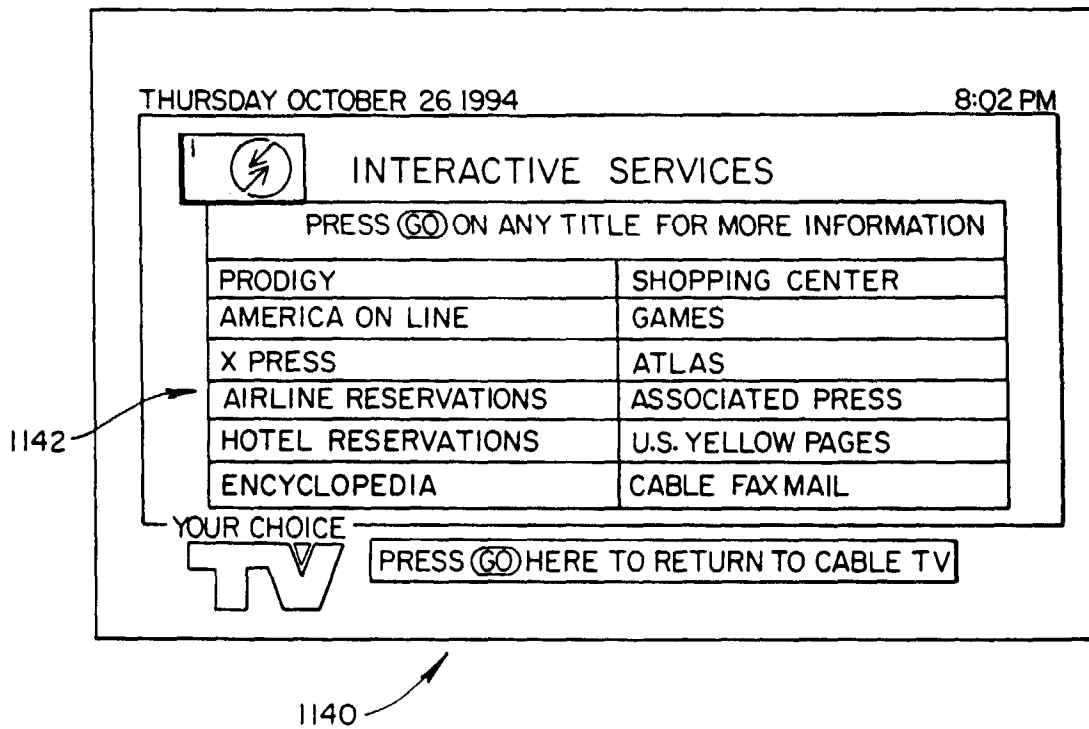 THURSDAY OCTOBER 26 1994 8:02 PM
1
INTERACTIVE SERVICES
PRESS GO ON ANY TITLE FOR MORE INFORMATION
PRODIGY SHOPPING CENTER
AMERICA ON LINE GAMES
X PRESS ATLAS
AIRLINE RESERVATIONS ASSOCIATED PRESS
1142
HOTEL RESERVATIONS U.S. YELLOW PAGES
ENCYCLOPEDIA CABLE FAXMAIL
YOUR CHOICE
TV
PRESS GO HERE TO RETURN TO CABLE TV
1140